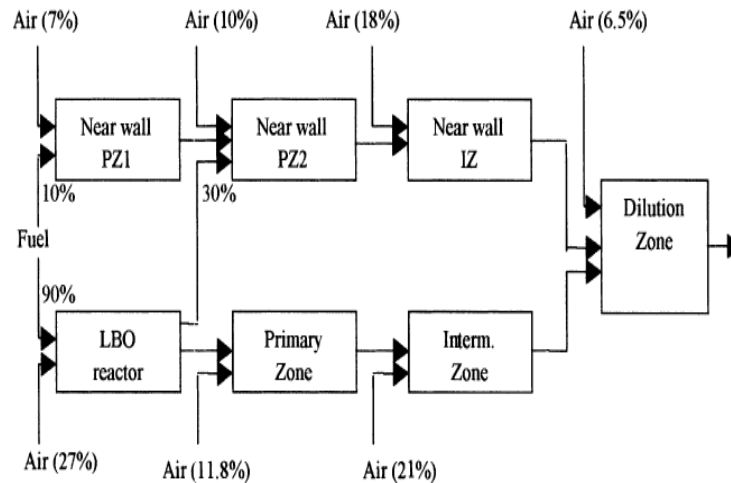 Air (7%)
Air (10%)
Air (18%)
Air (6.5%)
Near wall
PZ1
Near wall
PZ2
Near wall
IZ
10%
30%
Dilution
Zone
Fuel
90%
LBO
reactor
Primary
Zone
Interm.
Zone
Air (27%)
Air (11.8%)
Air (21%)